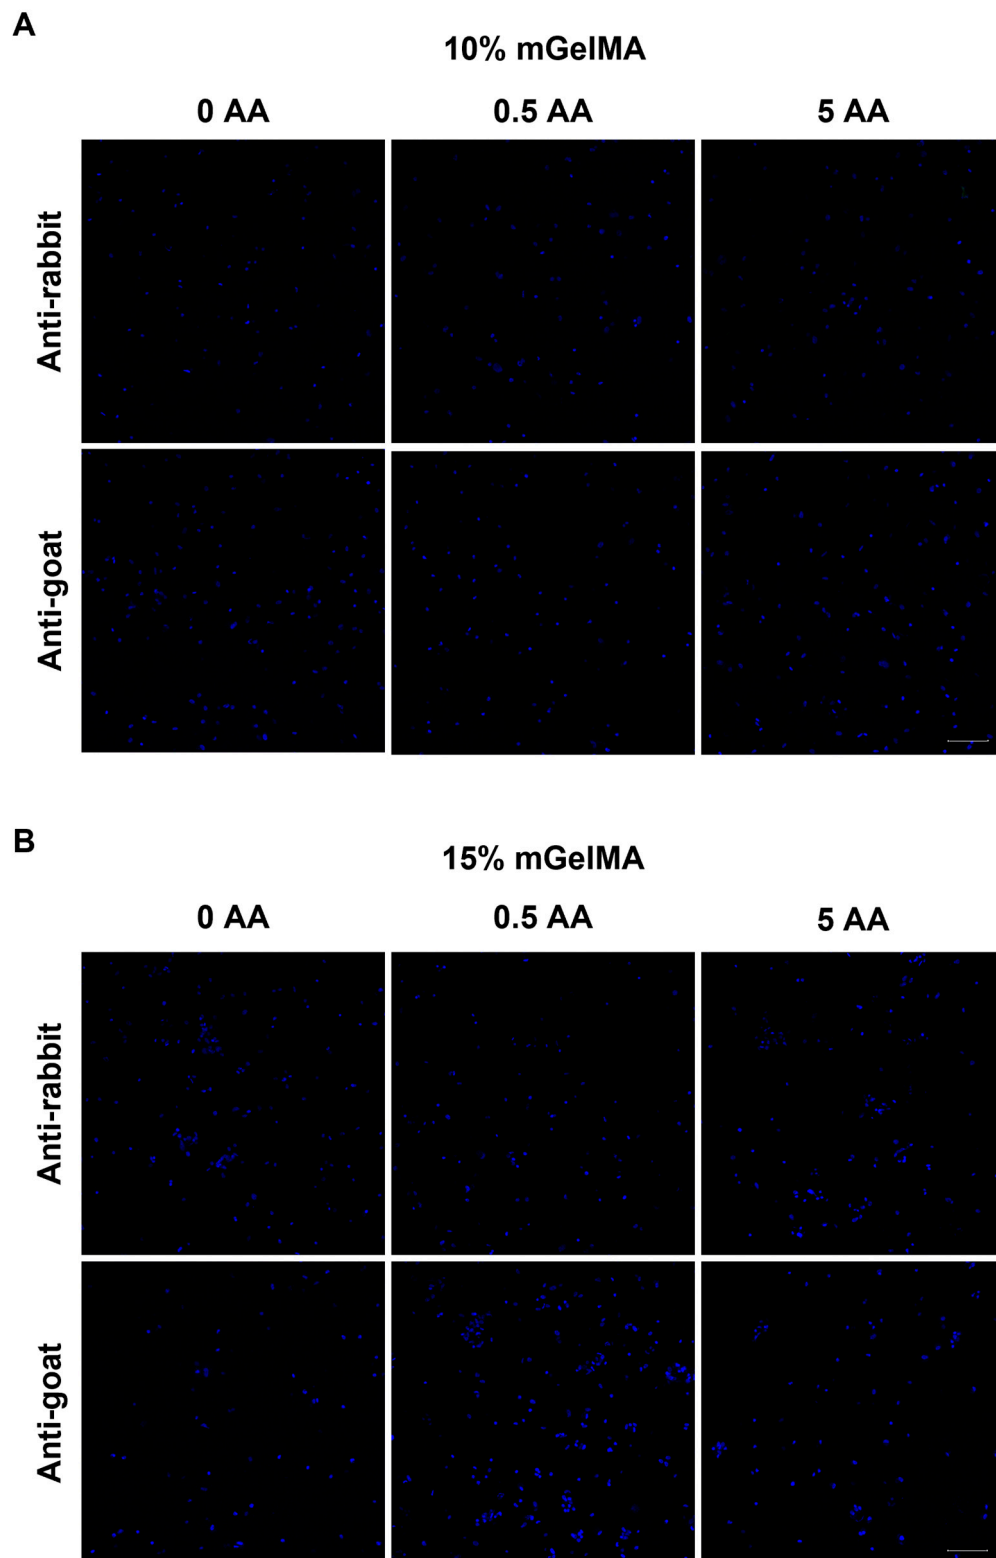 A
10% mGelMA
0 AA 0.5 AA 5 AA
Anti-rabbit
Anti-goat
B
15% mGelMA
0 AA 0.5 AA 5 AA
Anti-rabbit
Anti-goat